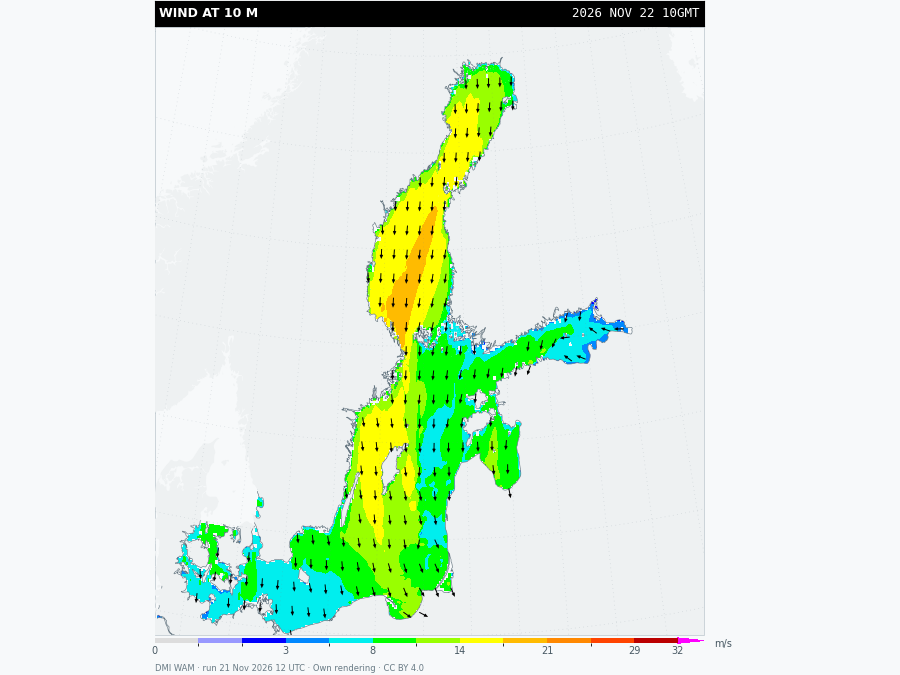 WIND AT 10 M
2026 NOV 22 10GMT
0 3 8 14 21 29 32 m/s
DMI WAM · run 21 Nov 2026 12 UTC · Own rendering · CC BY 4.0